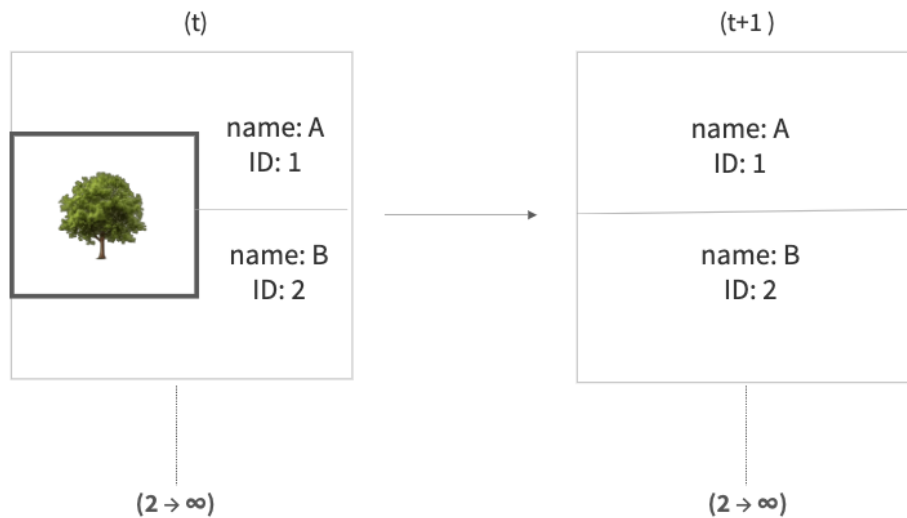 (t)
(t+1 )
name: A
ID: 1
name: B
ID: 2
name: A
ID: 1
name: B
ID: 2
(2 → ∞)
(2 → ∞)